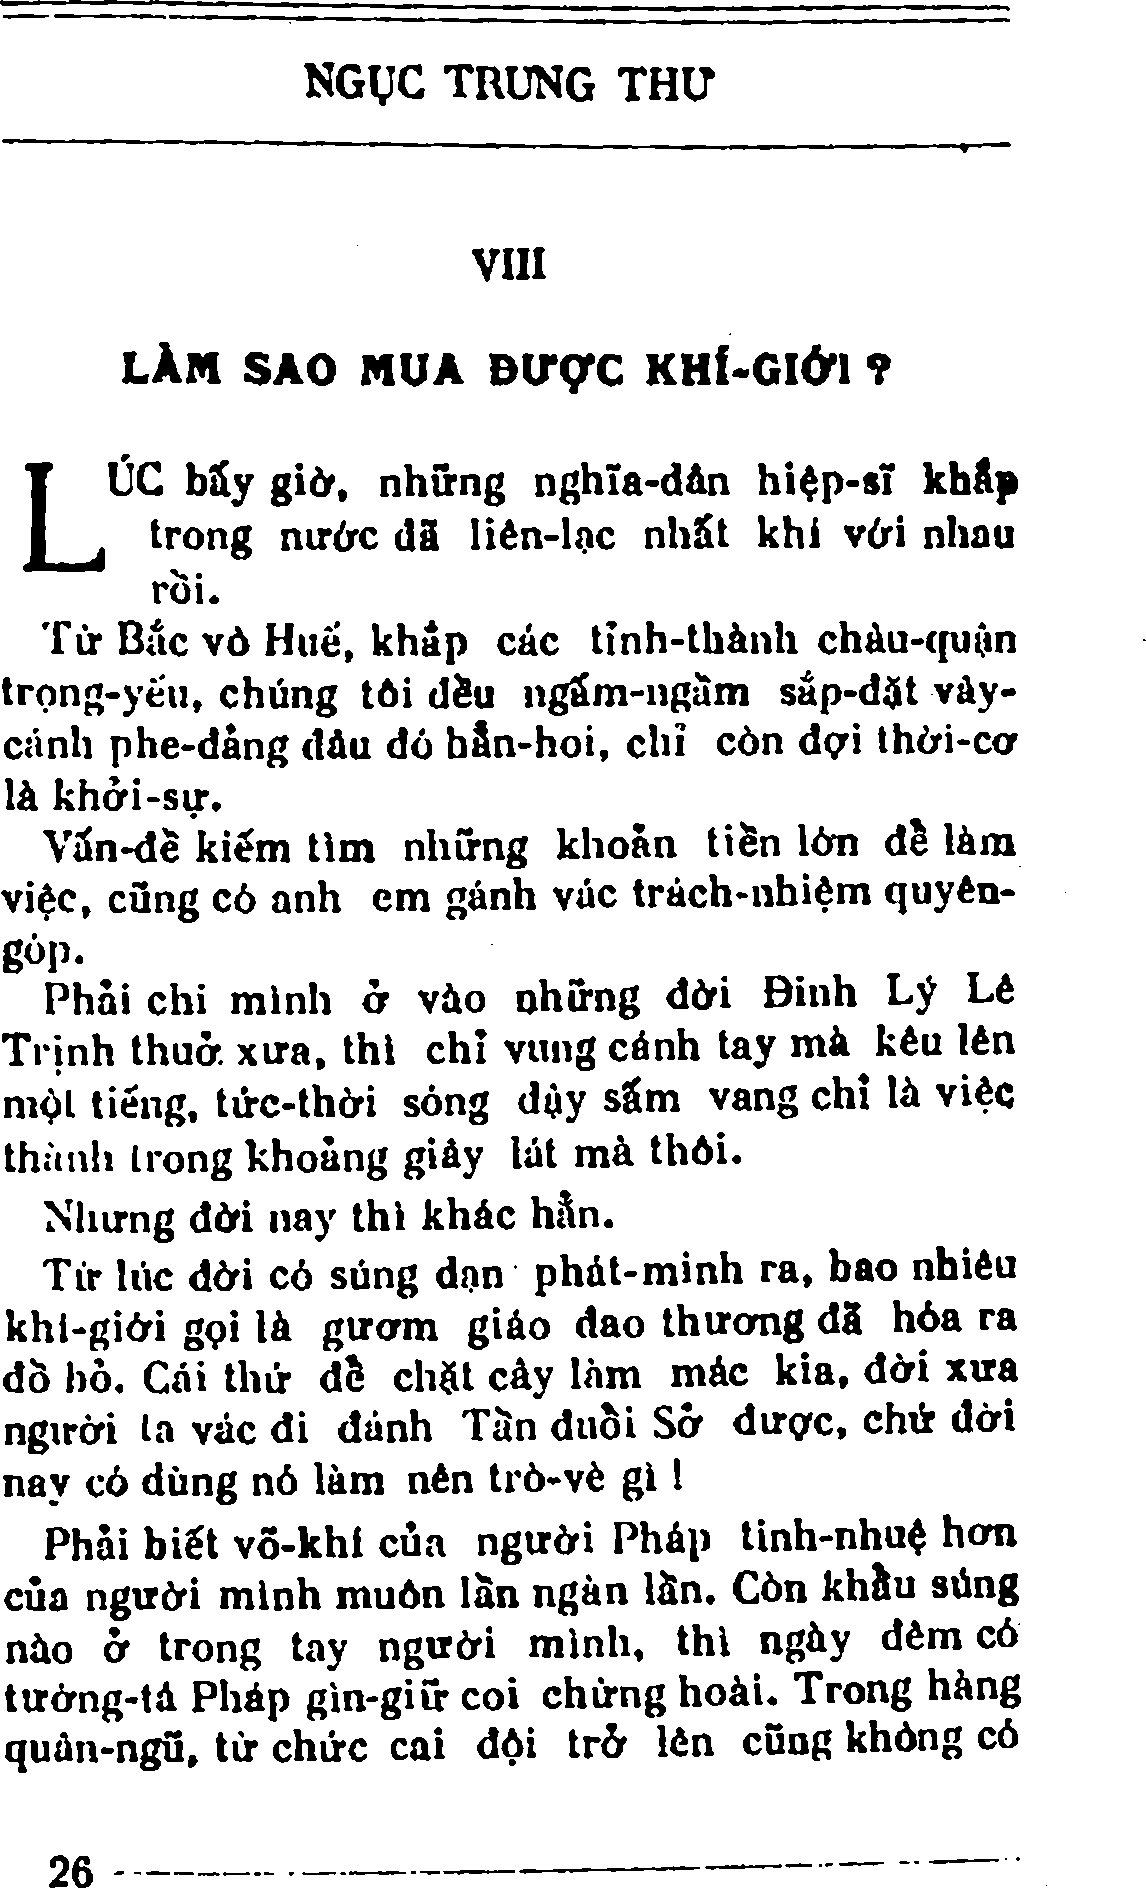 NGỤC TRUNG THƯ
VIII
LÀM SAO MUA ĐƯỢC KHÍ-GIỚI ?
LÚC bấy giờ, những nghĩa-dân hiệp-sĩ khắp
trong nước đã liên-lạc nhất khí với nhau
rồi.
Từ Bắc vô Huế, khắp các tỉnh-thành châu-quận
trọng-yếu, chúng tôi đều ngấm-ngầm sắp-đặt vây-
cánh phe-đảng đâu đó hẳn-hoi, chỉ còn đợi thời-cơ
là khởi-sự.
Vấn-đề kiếm tìm những khoản tiền lớn để làm
việc, cũng có anh em gánh vác trách-nhiệm quyên-
góp.
Phải chi mình ở vào những đời Đinh Lý Lê
Trịnh thuở xưa, thì chỉ vung cánh tay mà kêu lên
một tiếng, tức-thời sóng dậy sấm vang chỉ là việc
thành trong khoảng giây lát mà thôi.
Nhưng đời nay thì khác hẳn.
Từ lúc đời có súng đạn phát-minh ra, bao nhiêu
khí-giới gọi là gươm giáo đao thương đã hóa ra
đồ bỏ. Cái thứ để chặt cây làm mác kia, đời xưa
người ta vác đi đánh Tần đuổi Sở được, chứ đời
nay có dùng nó làm nên trò-vè gì !
Phải biết võ-khí của người Pháp tinh-nhuệ hơn
của người mình muôn lần ngàn lần. Còn khẩu súng
nào ở trong tay người mình, thì ngày đêm có
tướng-tá Pháp gìn-giữ coi chừng hoài. Trong hàng
quân-ngũ, từ chức cai đội trở lên cũng không có
26